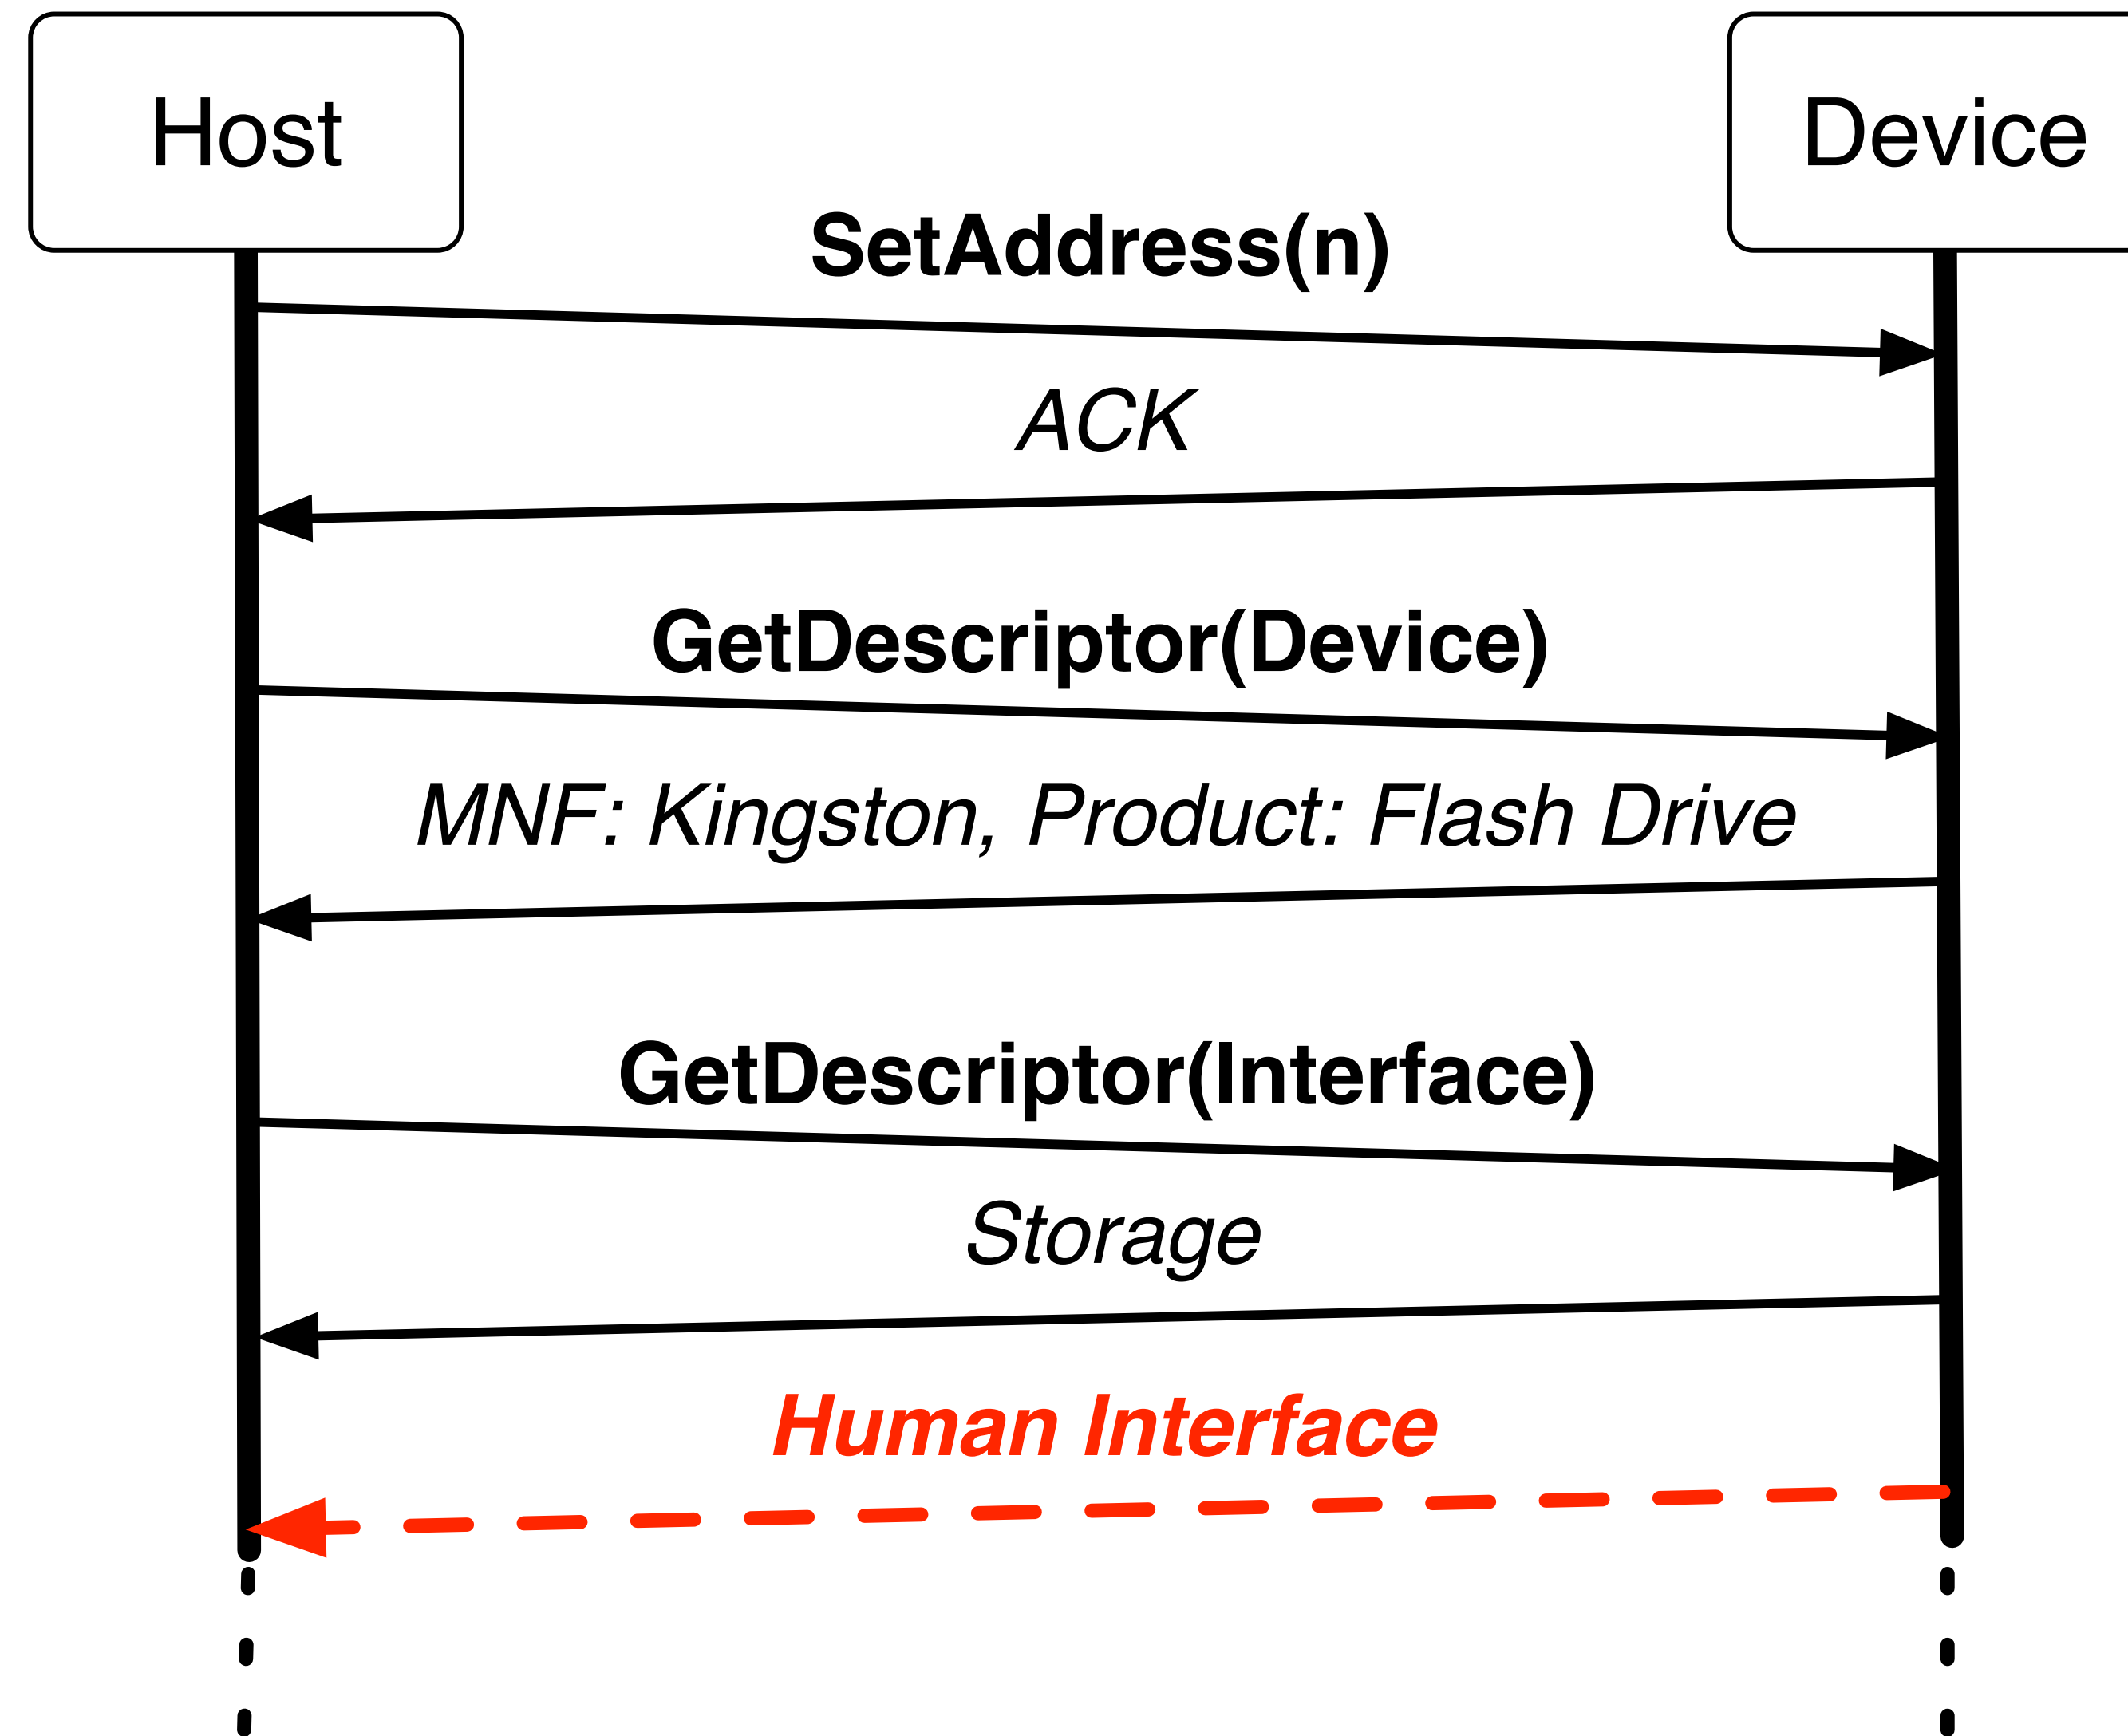 Host
Device
SetAddress(n)
ACK
GetDescriptor(Device)
MNF: Kingston, Product: Flash Drive
GetDescriptor(Interface)
Storage
Human Interface